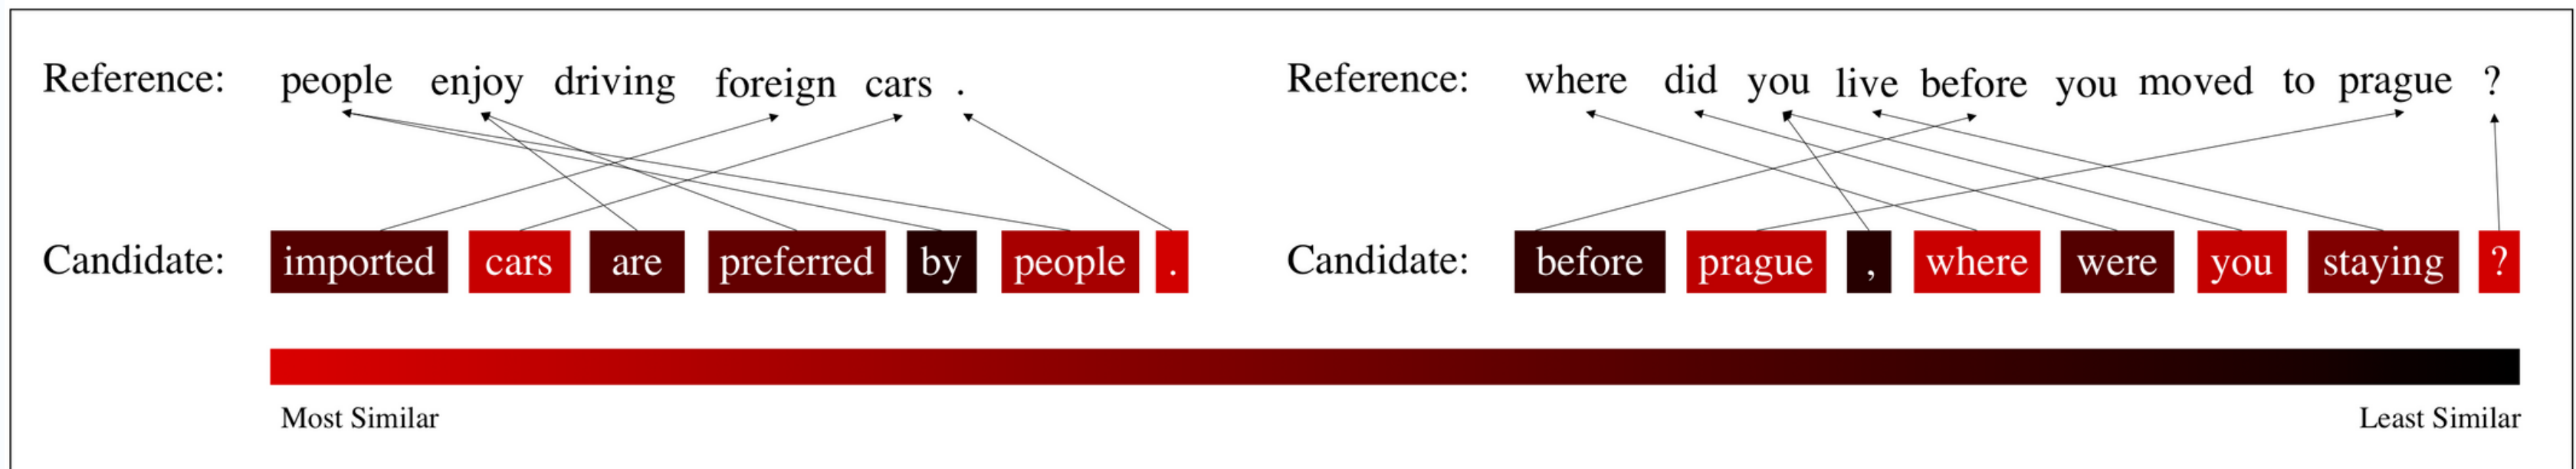 Reference: people enjoy driving foreign cars .
Candidate: imported cars are preferred by people .
Reference: where did you live before you moved to prague ?
Candidate: before prague , where were you staying ?
Most Similar
Least Similar